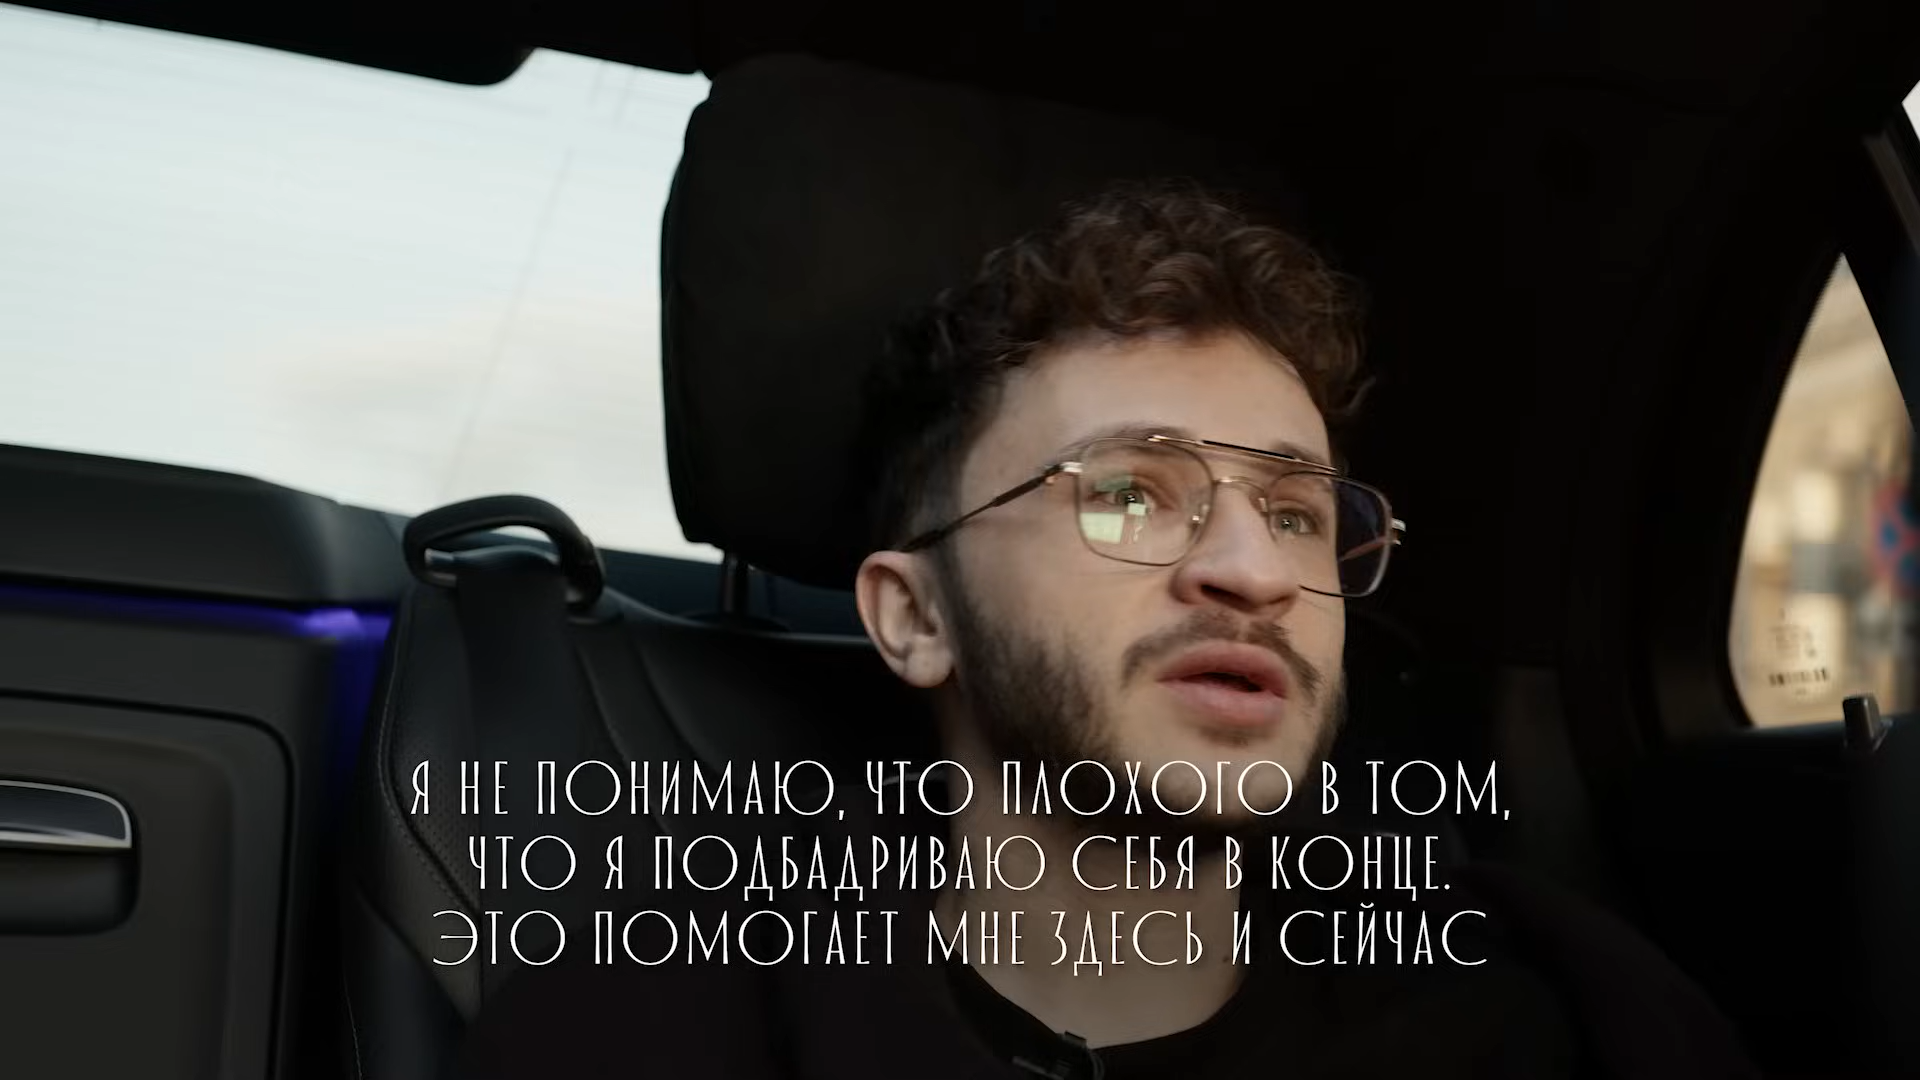 Я НЕ ПОНИМАЮ, ЧТО ПЛОХОГО В ТОМ,
ЧТО Я ПОДБАДРИВАЮ СЕБЯ В КОНЦЕ.
ЭТО ПОМОГАЕТ МНЕ ЗДЕСЬ И СЕЙЧАС